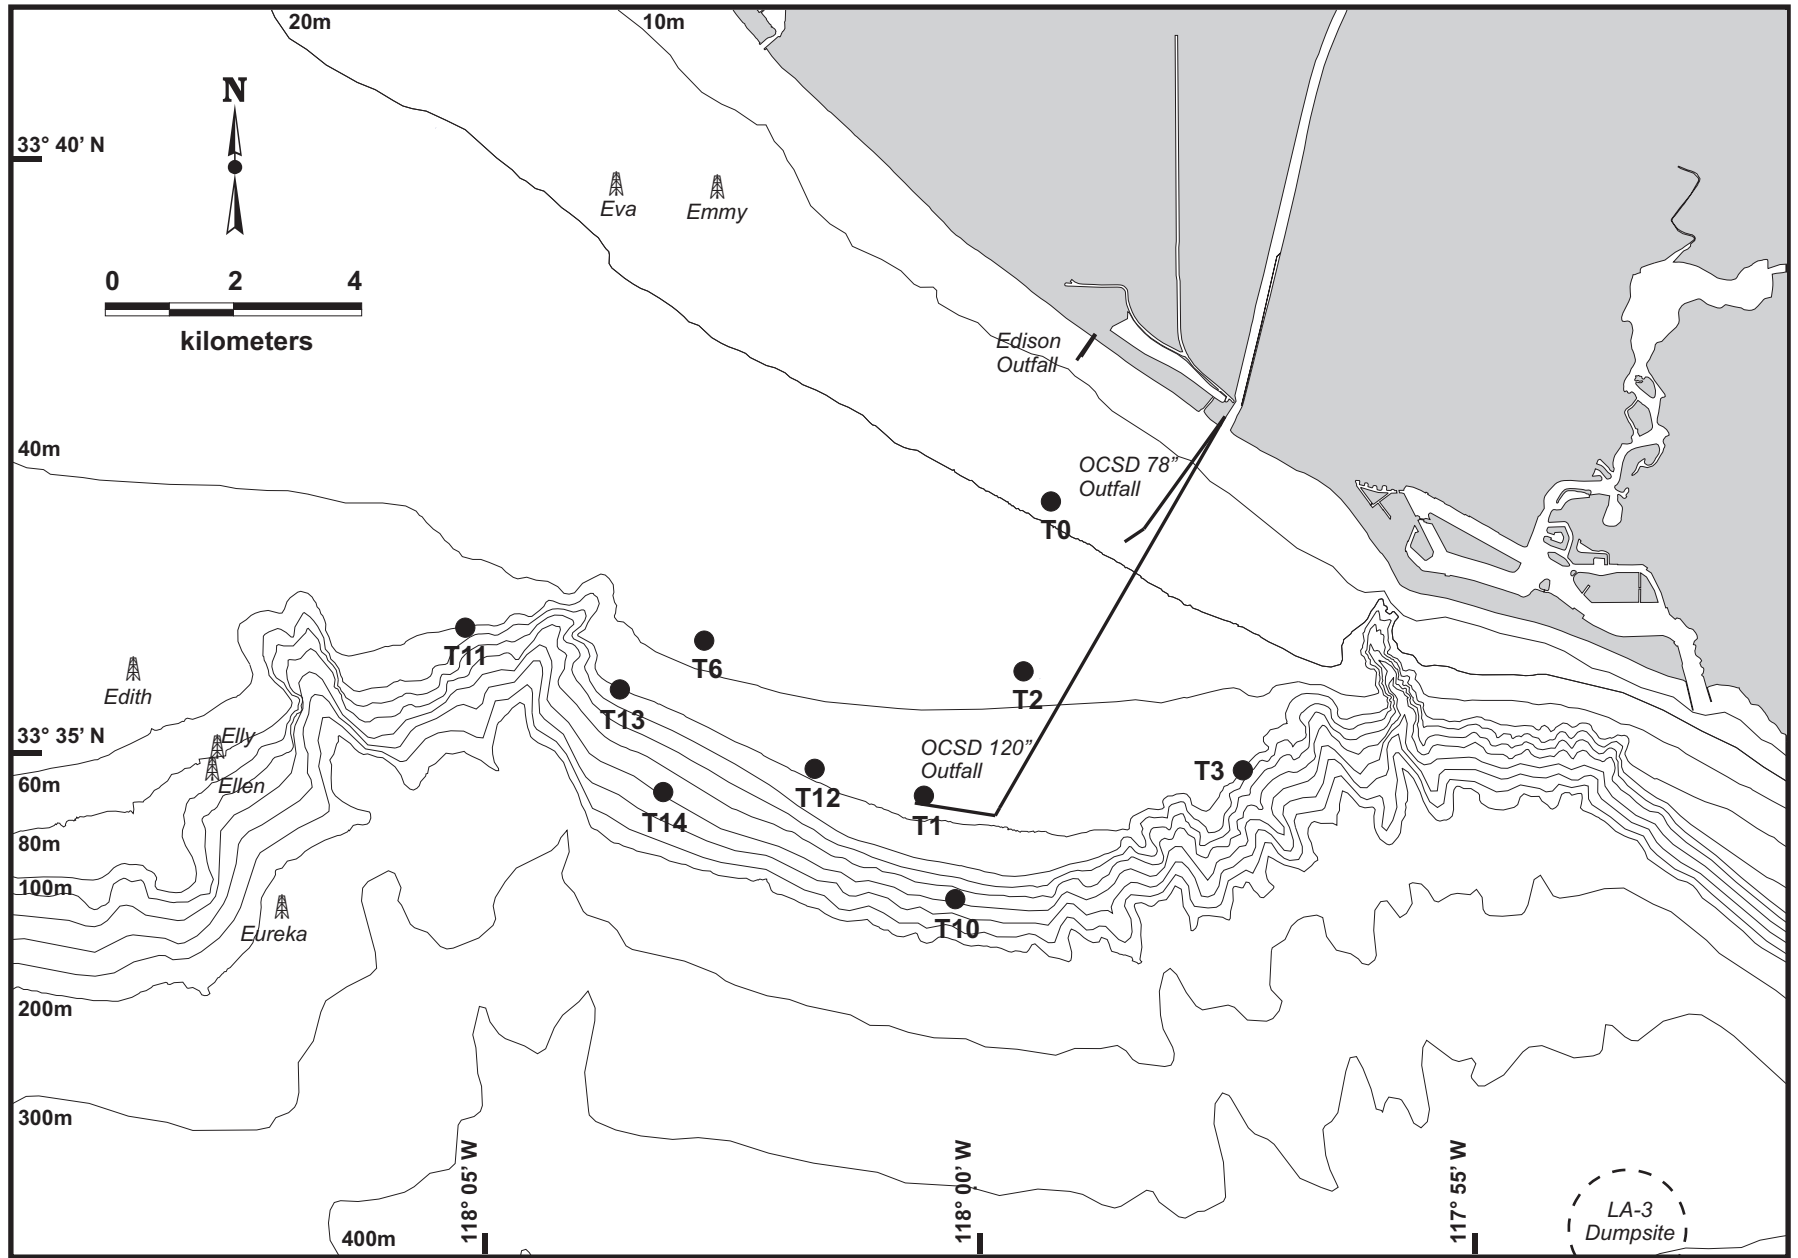 20m
10m
N
33° 40’ N
Eva
Emmy
0 2 4
kilometers
Edison
Outfall
40m
OCSD 78”
Outfall
T0
T11
T6
T2
Edith
T13
33° 35’ N
Elly
Ellen
OCSD 120”
Outfall
T3
60m
T12
T14
T1
80m
100m
Eureka
T10
200m
300m
118° 05’ W
118° 00’ W
117° 55’ W
LA-3
Dumpsite
400m